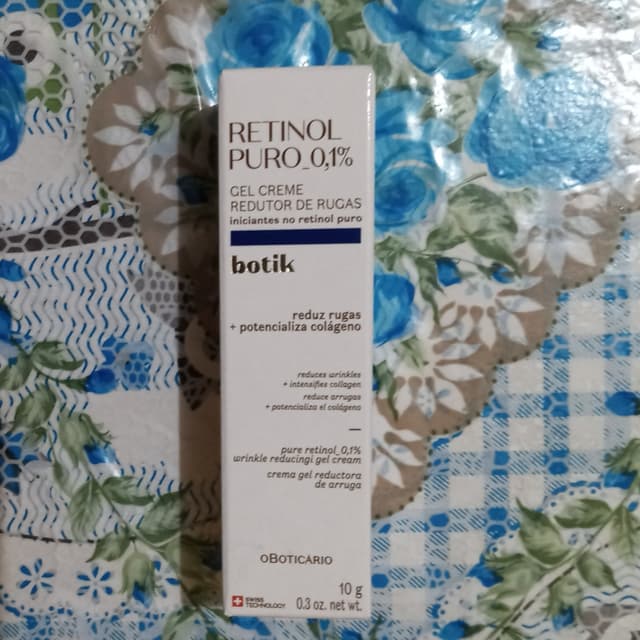 RETINOL
PURO_0,1%
GEL CREME
REDUTOR DE RUGAS
iniciantes no retinol puro
botik
reduz rugas
+ potencializa colágeno
reduces wrinkles
+ intensifies collagen
reduce arrugas
+ potencializa el colágeno
pure retinol_0,1%
wrinkle reducingi gel cream
crema gel reductora
de arruga
OBOTICÁRIO
10 g
SWISS
TECHNOLOGY
0.3 oz. net wt.